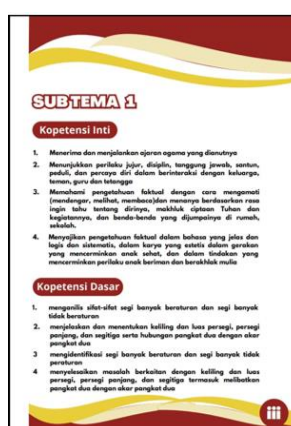 SUBTEMA 1
Kopetensi Inti
1. Menerima dan menjalankan ajaran agama yang dianutnya
2. Menunjukkan perilaku jujur, disiplin, tanggung jawab, santun,
peduli, dan percaya diri dalam berinteraksi dengan keluarga,
teman, guru dan tetangga
3. Memahami pengetahuan faktual dengan cara mengamati
(mendengar, melihat, membaca)dan menanya berdasarkan rasa
ingin tahu tentang dirinya, makhluk ciptaan Tuhan dan
kegiatannya, dan benda-benda yang dijumpainya di rumah,
sekolah.
4. Menyajikan pengetahuan faktual dalam bahasa yang jelas dan
logis dan sistematis, dalam karya yang estetis dalam gerakan
yang mencerminkan anak sehat, dan dalam tindakan yang
mencerminkan perilaku anak beriman dan berakhlak mulia
Kopetensi Dasar
1. menganilis sifat-sifat segi banyak beraturan dan segi banyak
tidak beraturan
2. menjelaskan dan menentukan keliling dan luas persegi, persegi
panjang, dan segitiga serta hubungan pangkat dua dengan akar
pangkat dua
3 mengidentifikasi segi banyak beraturan dan segi banyak tidak
beraturan
4 menyelesaikan masalah berkaitan dengan keliling dan luas
persegi, persegi panjang, dan segitiga termasuk melibatkan
pangkat dua dengan akar pangkat dua
iii